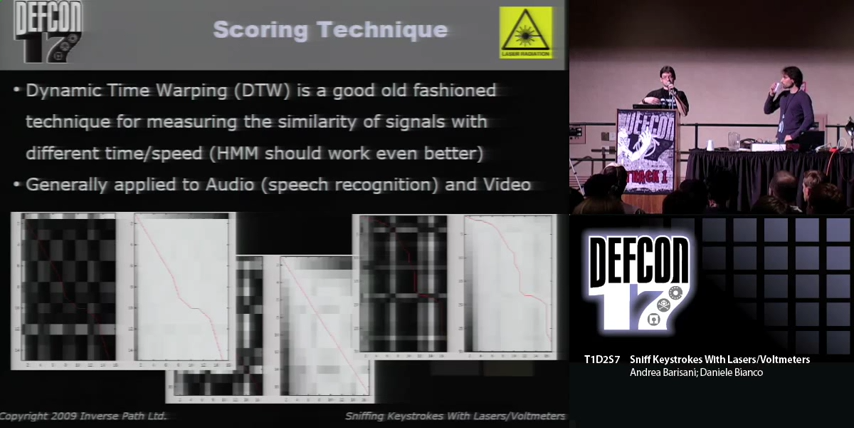 DEFCON
17
Scoring Technique
LASER RADIATION
• Dynamic Time Warping (DTW) is a good old fashioned
technique for measuring the similarity of signals with
different time/speed (HMM should work even better)
• Generally applied to Audio (speech recognition) and Video
Copyright 2009 Inverse Path Ltd.
Sniffing Keystrokes With Lasers/Voltmeters
DEFCON
TRACK 1
DEFCON
17
T1D2S7 Sniff Keystrokes With Lasers/Voltmeters
Andrea Barisani; Daniele Bianco